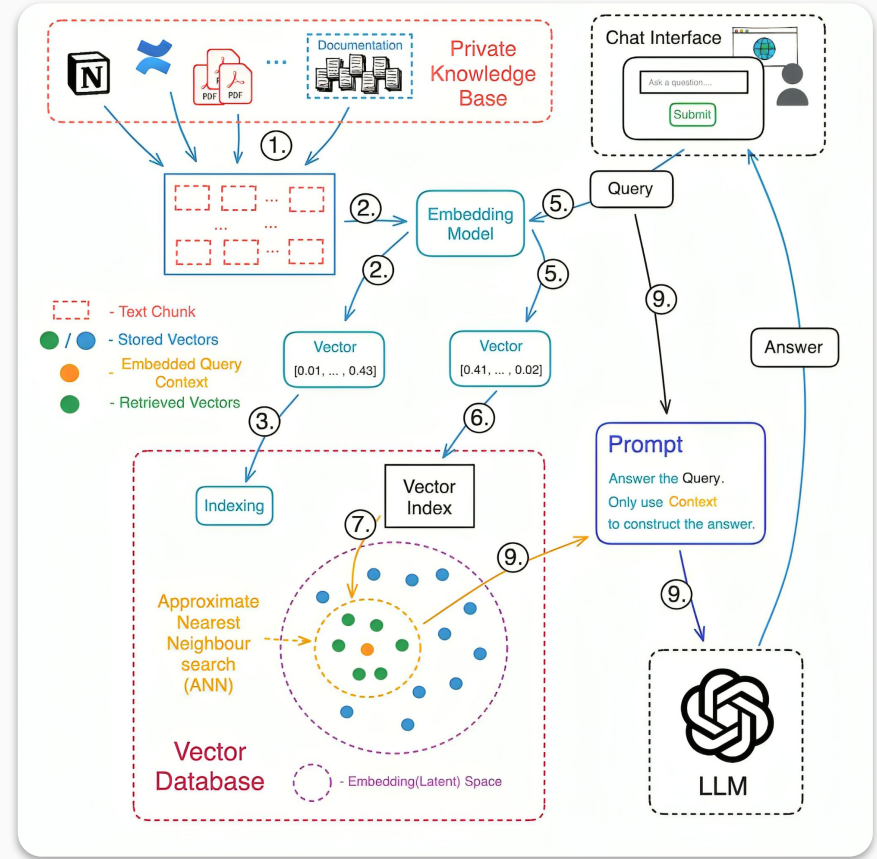 Documentation
Private
Knowledge
Base
N
PDF
PDF
PDF
...
Chat Interface
Ask a question....
Submit
1.
2.
Embedding
Model
5.
Query
...
... ...
...
2.
5.
9.
- Text Chunk
/ - Stored Vectors
- Embedded Query
Context
- Retrieved Vectors
Vector
[0.01, ... , 0.43]
Vector
[0.41, ... , 0.02]
Answer
3.
6.
Indexing
Vector
Index
Prompt
Answer the Query.
Only use Context
to construct the answer.
7.
9.
9.
Approximate
Nearest
Neighbour
search
(ANN)
Vector
Database
- Embedding(Latent) Space
LLM